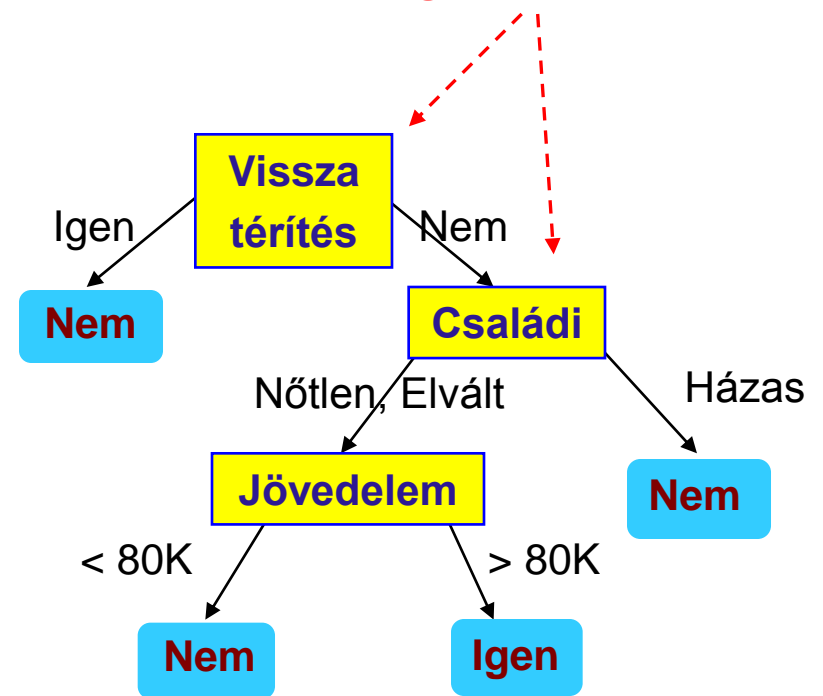 Vissza
térítés
Igen
Nem
Nem
Családi
Nőtlen, Elvált
Házas
Jövedelem
Nem
< 80K
> 80K
Nem
Igen